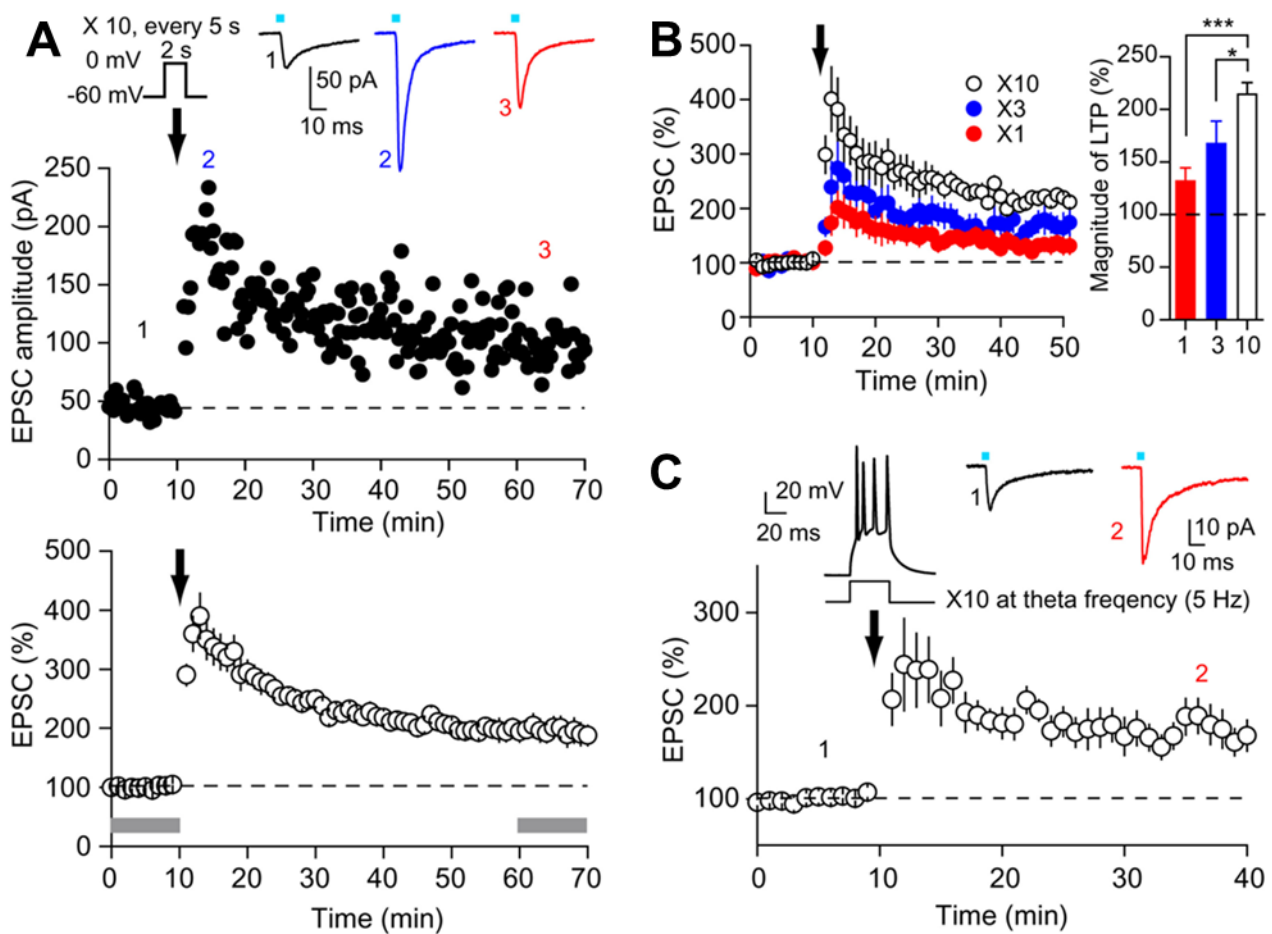 A
X 10, every 5 s
2 s
0 mV
-60 mV
1
50 pA
10 ms
2
3
250
200
150
100
50
0
EPSC amplitude (pA)
2
3
1
0 10 20 30 40 50 60 70
Time (min)
500
400
300
200
100
0
EPSC (%)
0 10 20 30 40 50 60 70
Time (min)
B
500
400
300
200
100
0
EPSC (%)
X10
X3
X1
0 10 20 30 40 50
Time (min)
***
*
250
200
150
100
50
0
Magnitude of LTP (%)
1 3 10
C
20 mV
20 ms
1
2
10 pA
10 ms
X10 at theta freqency (5 Hz)
300
200
100
EPSC (%)
1
2
0 10 20 30 40
Time (min)